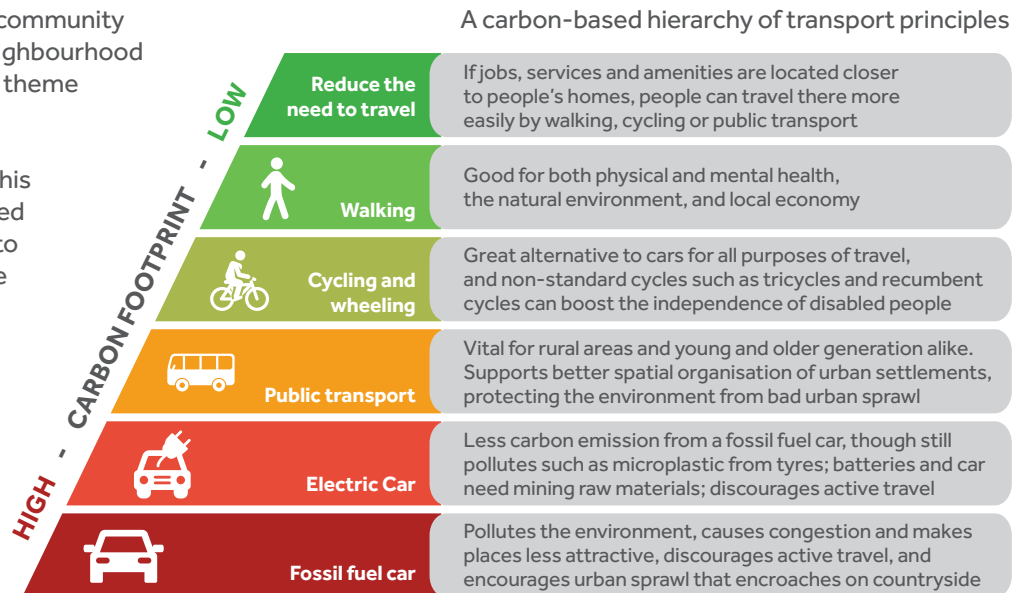 community
ghbourhood
theme
his
ed
to
e
A carbon-based hierarchy of transport principles
HIGH - CARBON FOOTPRINT - LOW
Reduce the
need to travel
If jobs, services and amenities are located closer
to people's homes, people can travel there more
easily by walking, cycling or public transport
Walking
Good for both physical and mental health,
the natural environment, and local economy
Cycling and
wheeling
Great alternative to cars for all purposes of travel,
and non-standard cycles such as tricycles and recumbent
cycles can boost the independence of disabled people
Public transport
Vital for rural areas and young and older generation alike.
Supports better spatial organisation of urban settlements,
protecting the environment from bad urban sprawl
Electric Car
Less carbon emission from a fossil fuel car, though still
pollutes such as microplastic from tyres; batteries and car
need mining raw materials; discourages active travel
Fossil fuel car
Pollutes the environment, causes congestion and makes
places less attractive, discourages active travel, and
encourages urban sprawl that encroaches on countryside